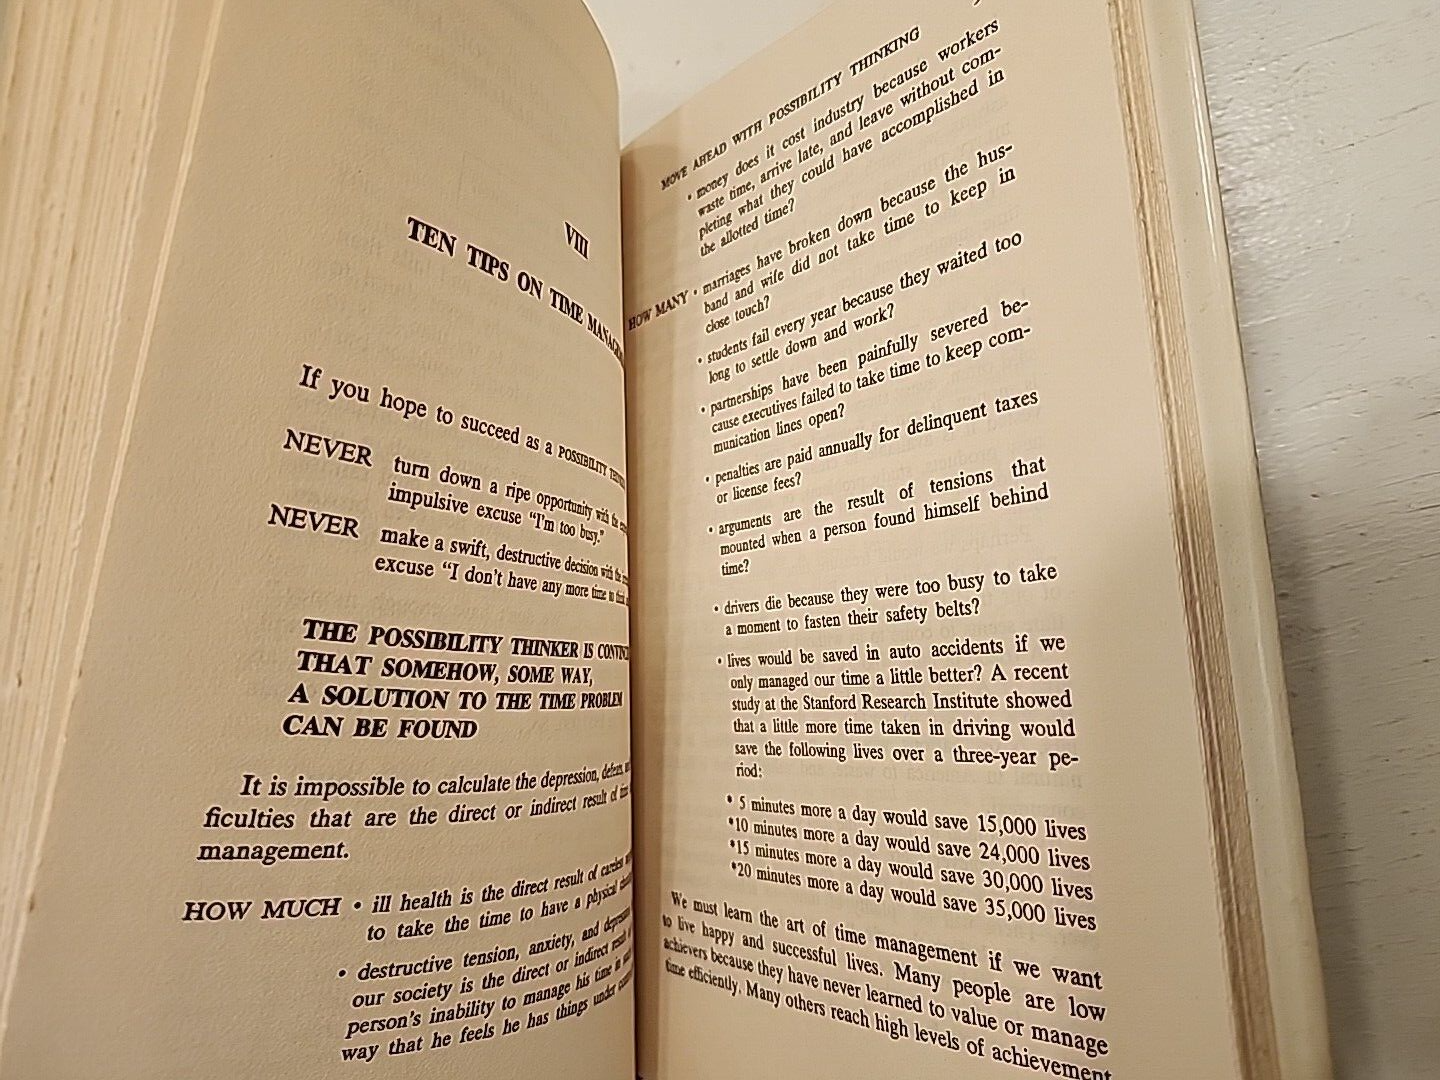 VIII
TEN TIPS ON TIME
If you hope to succeed as a POSSIBILITY
NEVER turn down a ripe opportunity with the
impulsive excuse "I'm too busy."
NEVER make a swift, destructive decision with the
excuse "I don't have any more time to
THE POSSIBILITY THINKER IS
THAT SOMEHOW, SOME WAY,
A SOLUTION TO THE TIME PROBLEM
CAN BE FOUND
It is impossible to calculate the depression,
ficulties that are the direct or indirect result of
management.
HOW MUCH • ill health is the direct result of
to take the time to have a physical
• destructive tension, anxiety, and
our society is the direct or indirect
person's inability to manage his time in
way that he feels he has things under
MOVE AHEAD WITH POSSIBILITY THINKING
• money does it cost industry because workers
waste time, arrive late, and leave without com-
pleting what they could have accomplished in
the allotted time?
HOW MANY • marriages have broken down because the hus-
band and wife did not take time to keep in
close touch?
• students fail every year because they waited too
long to settle down and work?
• partnerships have been painfully severed be-
cause executives failed to take time to keep com-
munication lines open?
• penalties are paid annually for delinquent taxes
or license fees?
• arguments are the result of tensions that
mounted when a person found himself behind
time?
• drivers die because they were too busy to take
a moment to fasten their safety belts?
• lives would be saved in auto accidents if we
only managed our time a little better? A recent
study at the Stanford Research Institute showed
that a little more time taken in driving would
save the following lives over a three-year pe-
riod:
* 5 minutes more a day would save 15,000 lives
*10 minutes more a day would save 24,000 lives
*15 minutes more a day would save 30,000 lives
*20 minutes more a day would save 35,000 lives
We must learn the art of time management if we want
to live happy and successful lives. Many people are low
achievers because they have never learned to value or manage
time efficiently. Many others reach high levels of achievement